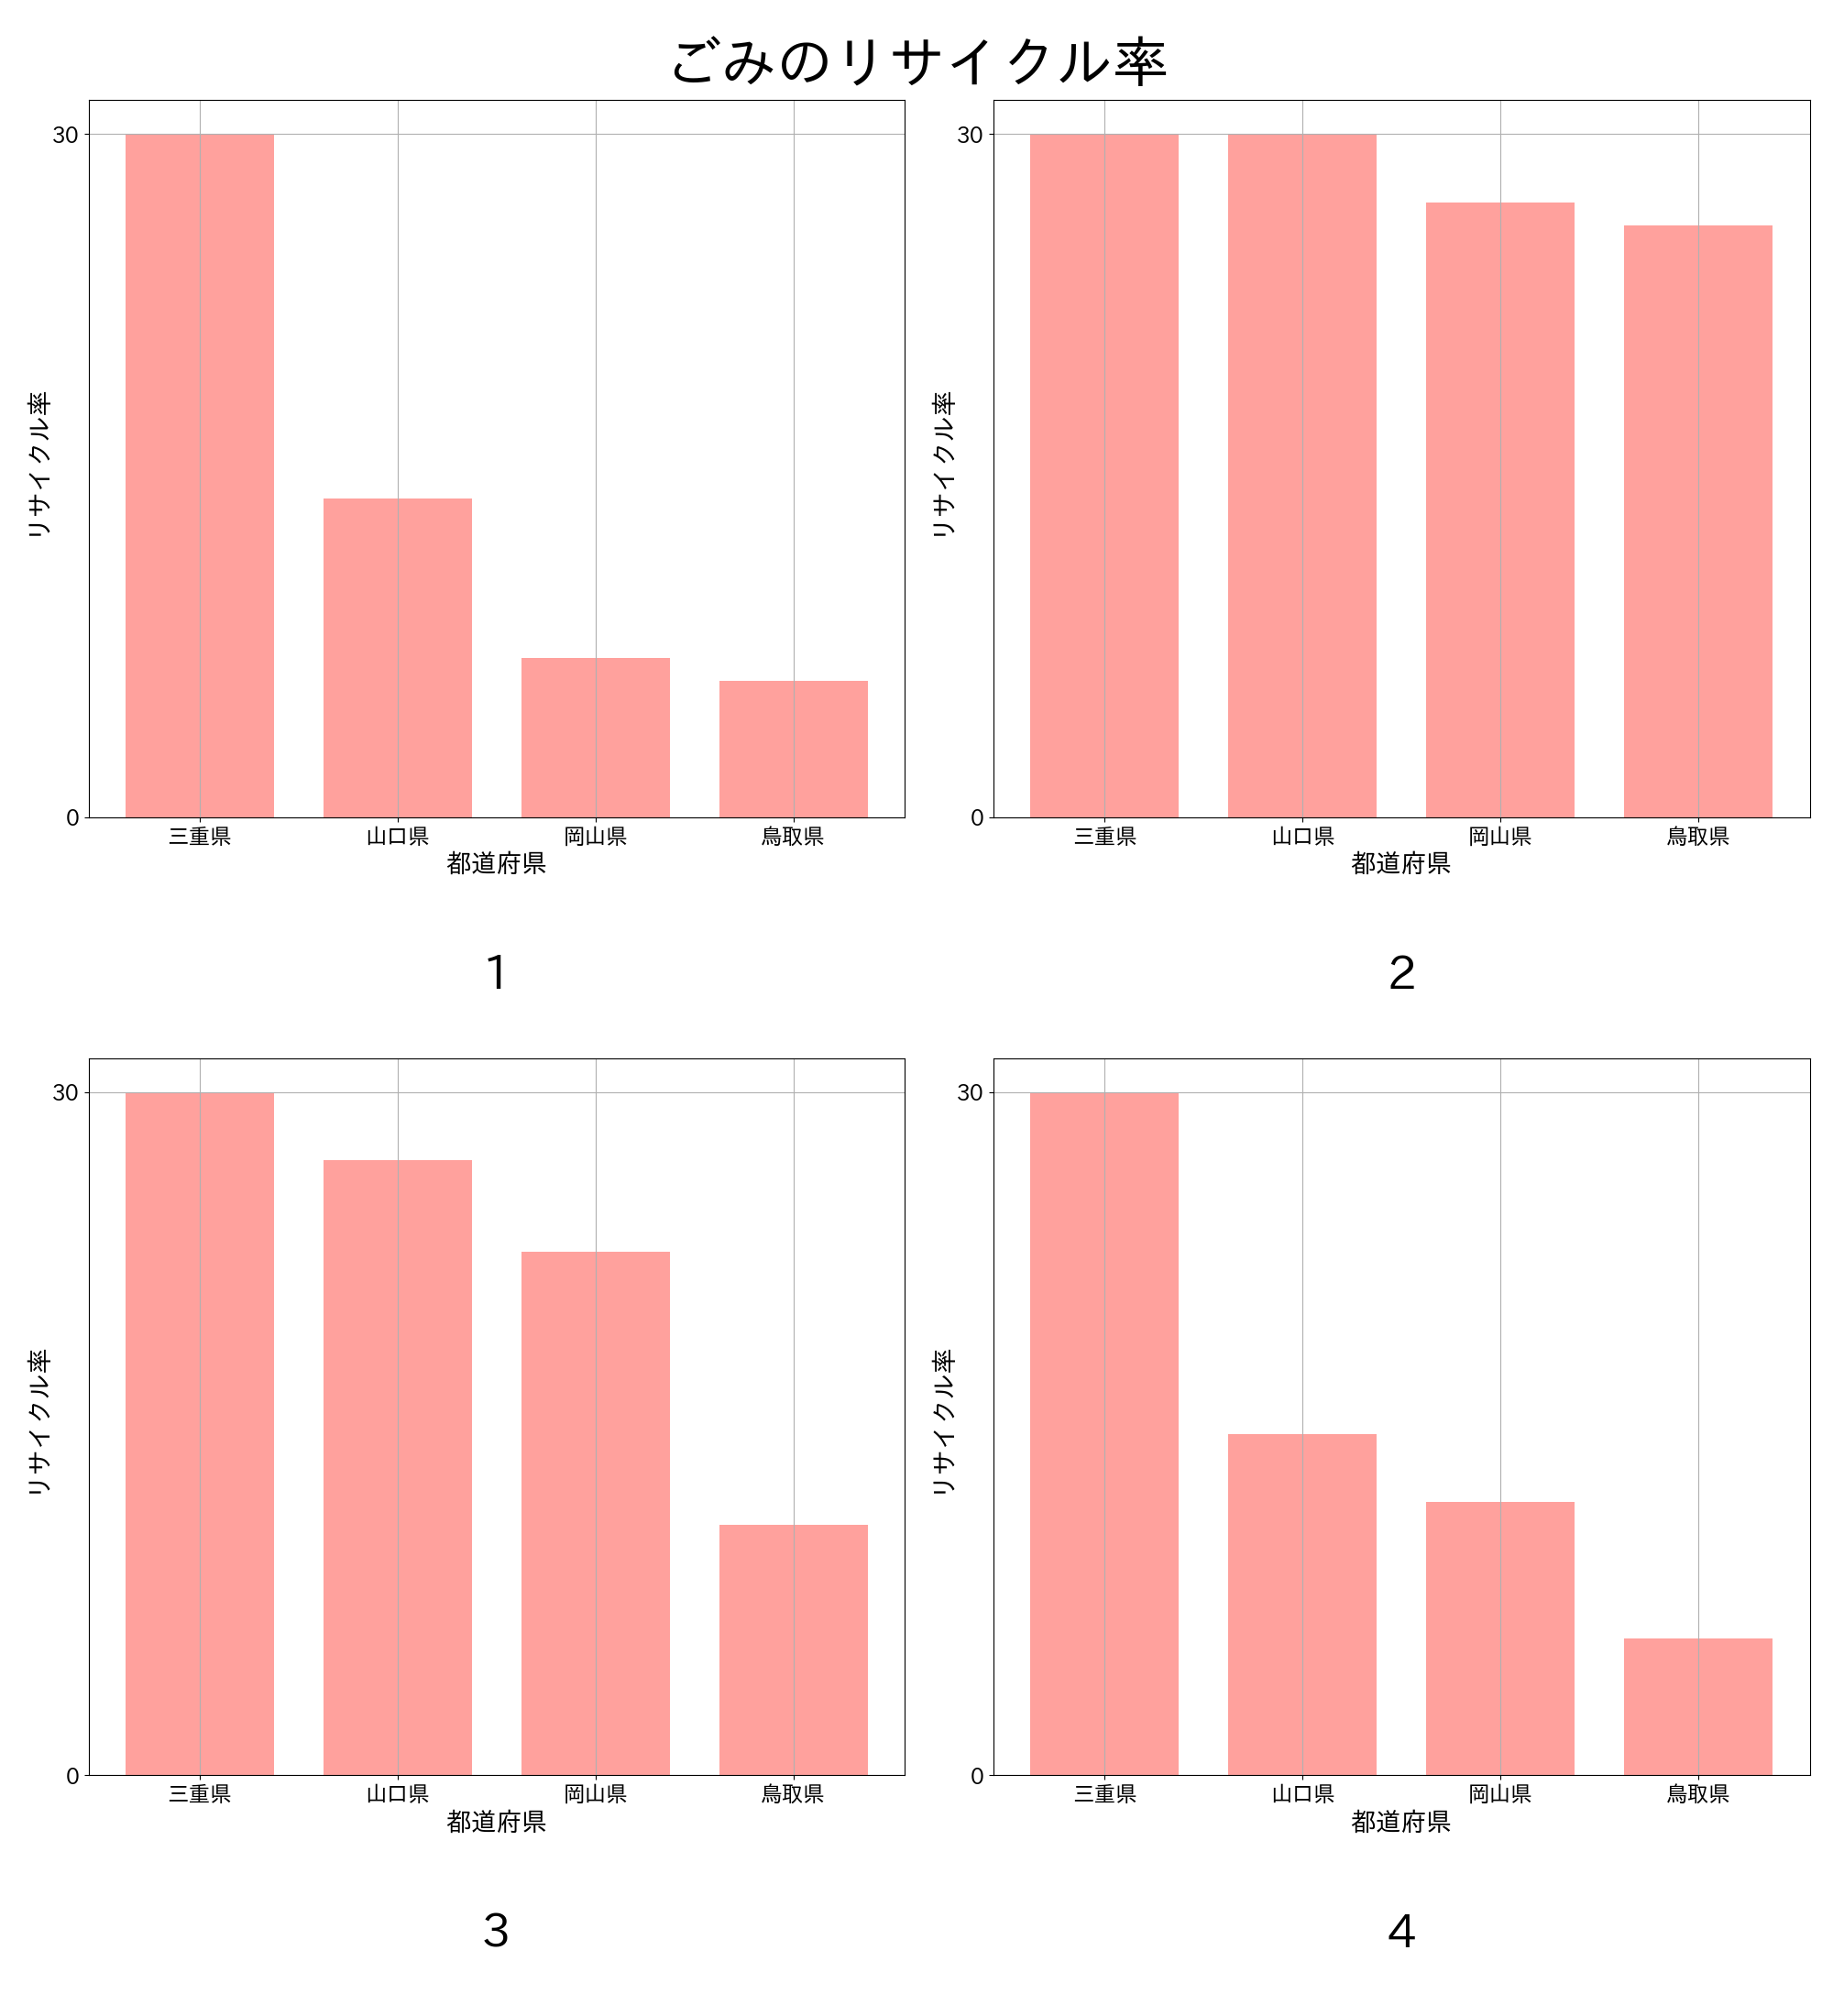 ごみのリサイクル率
30
0
リサイクル率
三重県 山口県 岡山県 鳥取県
都道府県
1
30
0
リサイクル率
三重県 山口県 岡山県 鳥取県
都道府県
2
30
0
リサイクル率
三重県 山口県 岡山県 鳥取県
都道府県
3
30
0
リサイクル率
三重県 山口県 岡山県 鳥取県
都道府県
4